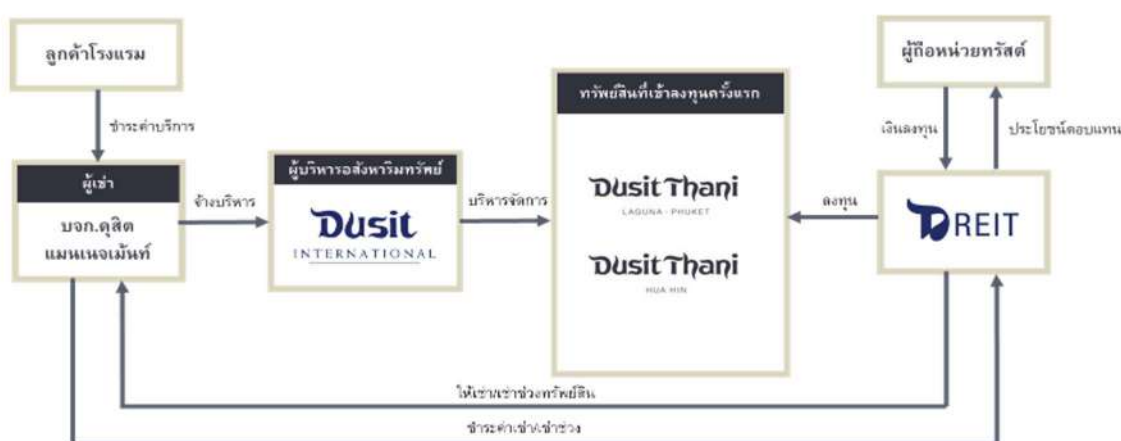 ลูกค้าโรงแรม
ชำระค่าบริการ
ผู้เช่า
บจก.ดุสิต
แมนเนจเม้นท์
จ้างบริหาร
ผู้บริหารอสังหาริมทรัพย์
Dusit
INTERNATIONAL
บริหารจัดการ
ทรัพย์สินที่เข้าลงทุนครั้งแรก
Dusit Thani
LAGUNA - PHUKET
Dusit Thani
HUA HIN
ผู้ถือหน่วยทรัสต์
เงินลงทุน
ประโยชน์ตอบแทน
ลงทุน
DREIT
ให้เช่า/เช่าช่วงทรัพย์สิน
ชำระค่าเช่า/เช่าช่วง